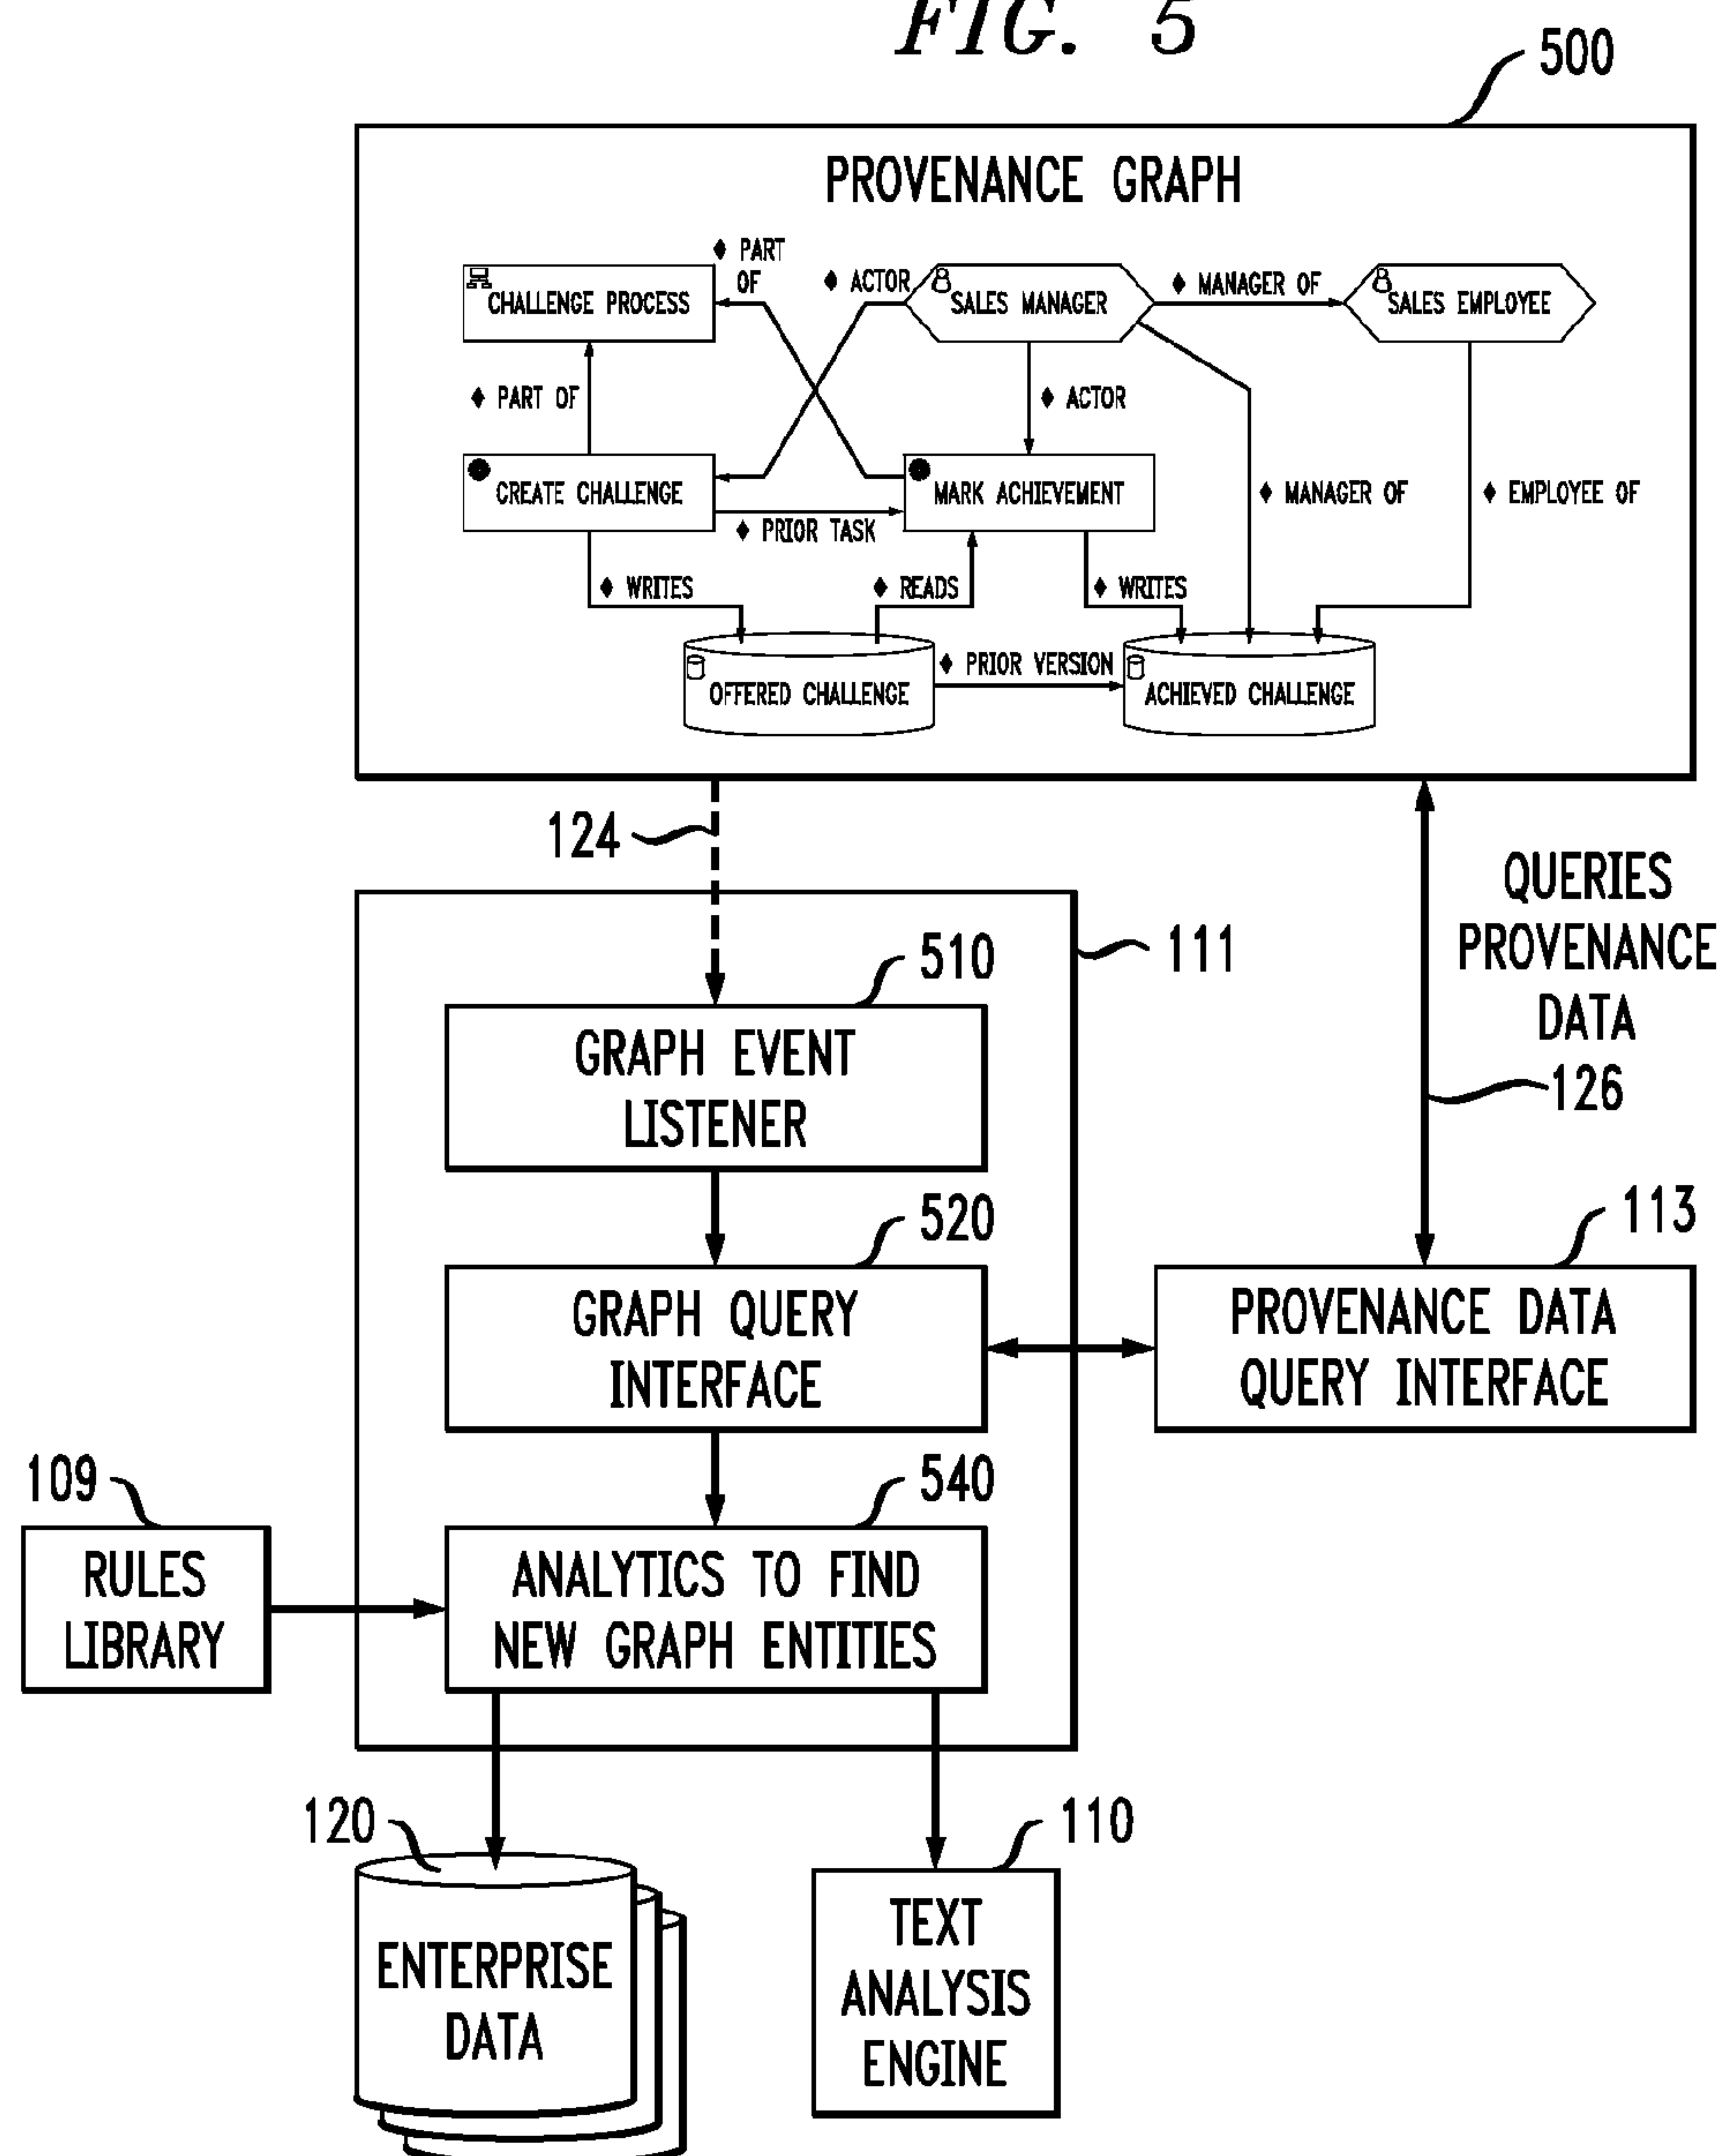 FIG. 5
500
PROVENANCE GRAPH
♦ PART
OF
♦ ACTOR
♦ MANAGER OF
CHALLENGE PROCESS
SALES MANAGER
SALES EMPLOYEE
♦ PART OF
♦ ACTOR
CREATE CHALLENGE
MARK ACHIEVEMENT
♦ MANAGER OF
♦ EMPLOYEE OF
♦ PRIOR TASK
♦ WRITES
♦ READS
♦ WRITES
♦ PRIOR VERSION
OFFERED CHALLENGE
ACHIEVED CHALLENGE
124
QUERIES
PROVENANCE
DATA
126
111
510
GRAPH EVENT
LISTENER
520
113
GRAPH QUERY
INTERFACE
PROVENANCE DATA
QUERY INTERFACE
109
540
RULES
LIBRARY
ANALYTICS TO FIND
NEW GRAPH ENTITIES
120
110
ENTERPRISE
DATA
TEXT
ANALYSIS
ENGINE